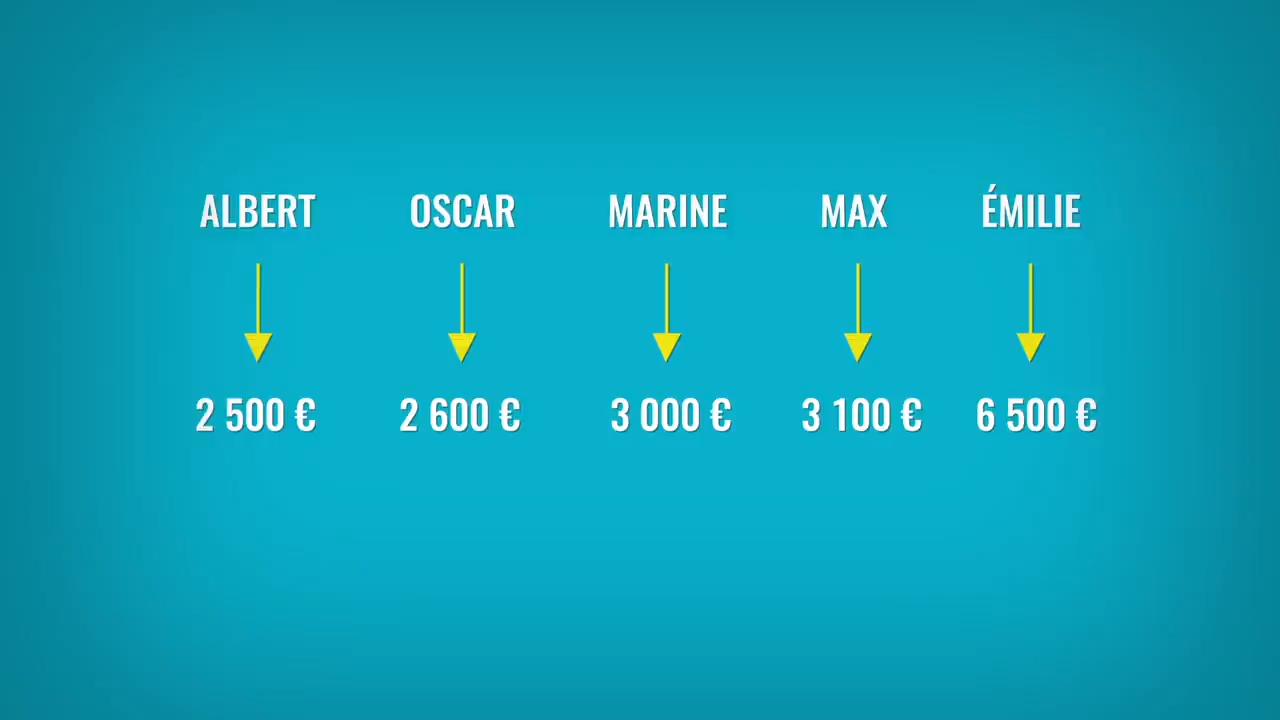 ALBERT OSCAR MARINE MAX ÉMILIE
2 500 € 2 600 € 3 000 € 3 100 € 6 500 €